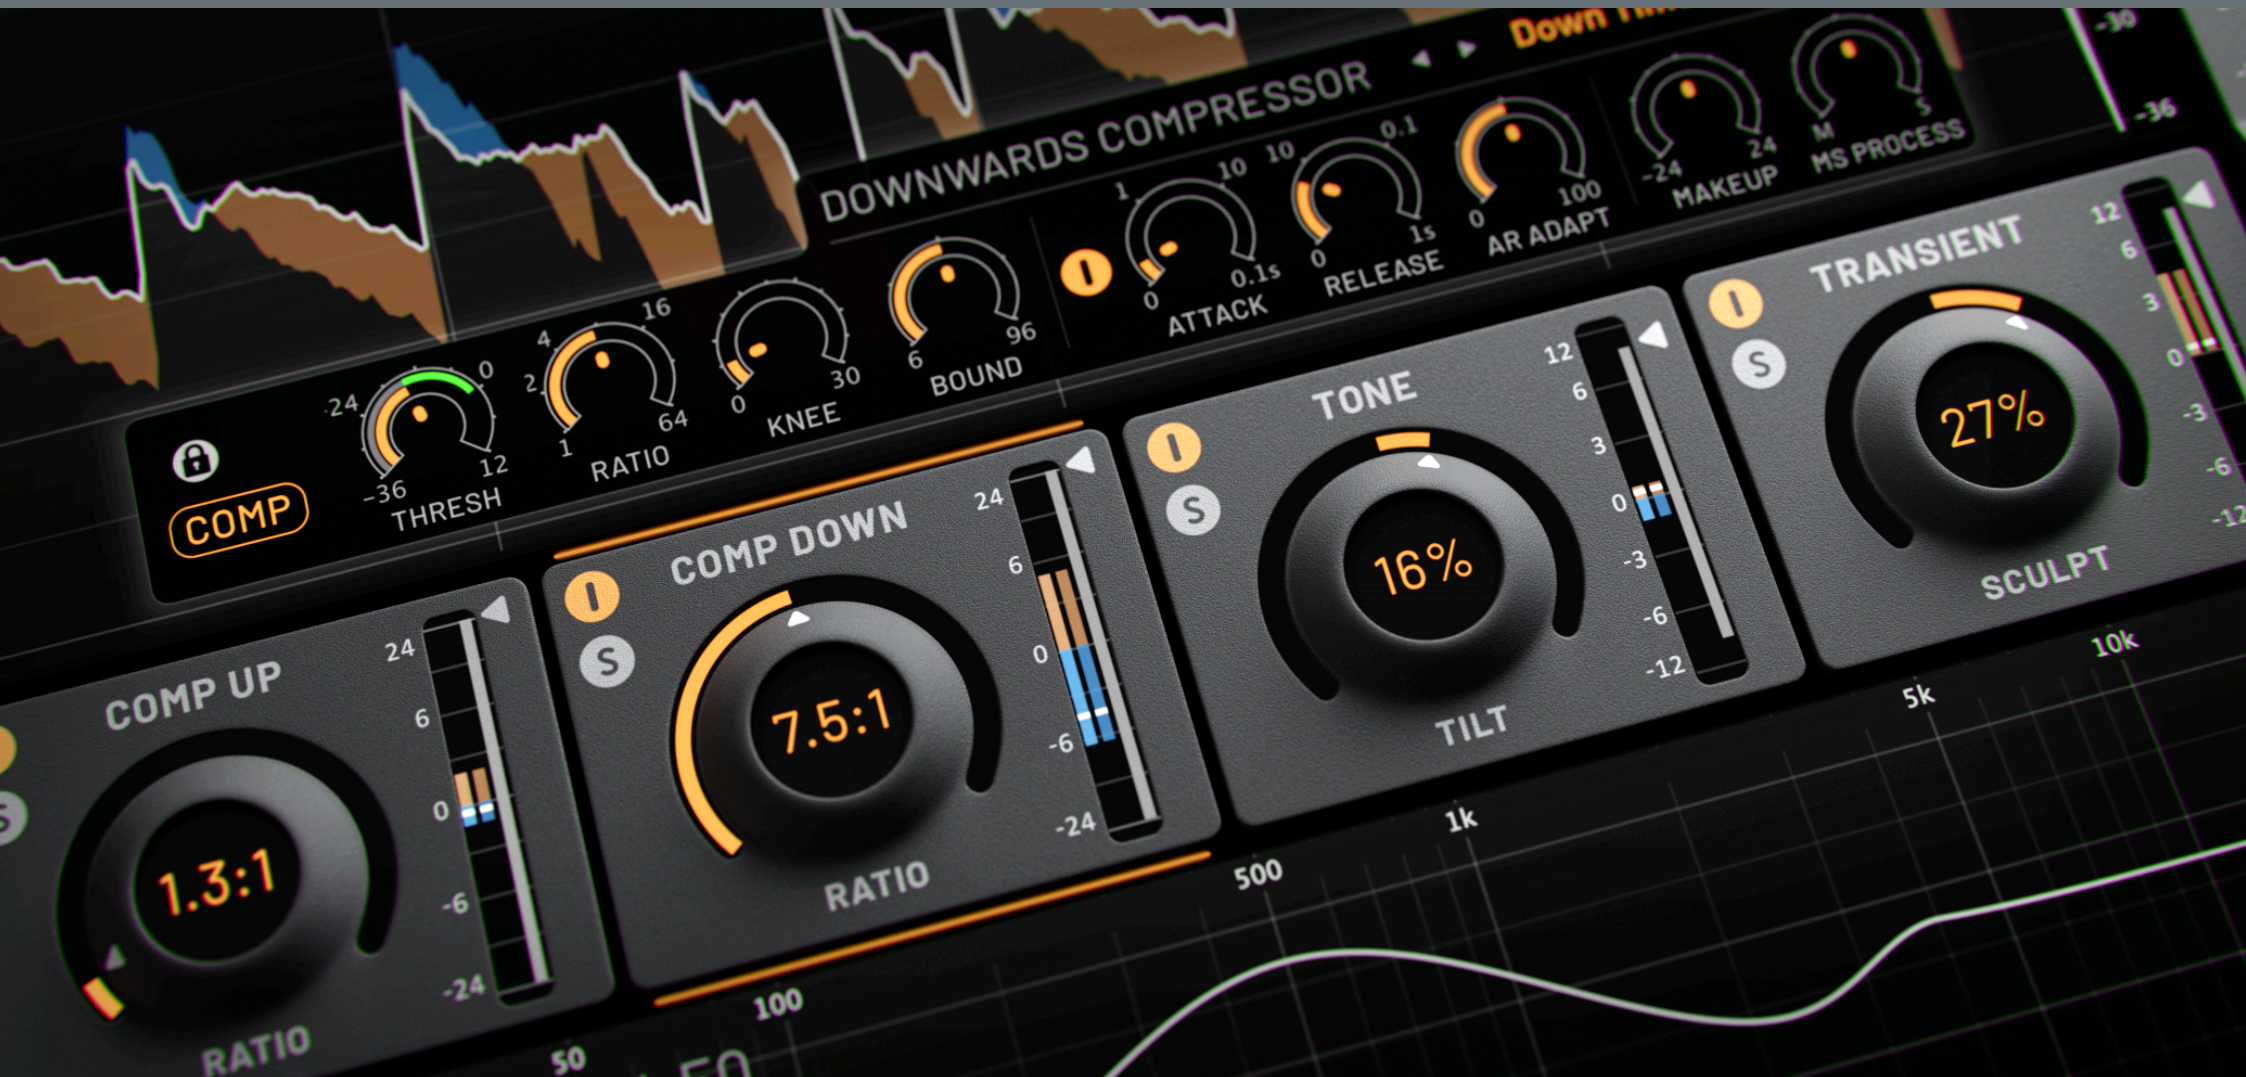 -30
-36
Down
DOWNWARDS COMPRESSOR
COMP
-24 0
-36 12
THRESH
2 4 16
1 64
RATIO
0 30
KNEE
6 96
BOUND
1 10
0 0.1s
ATTACK
10 0.1
0 1s
RELEASE
0 100
AR ADAPT
-24 24
MAKEUP
M S
MS PROCESS
COMP UP
S
1.3:1
RATIO
24
6
0
-6
-24
COMP DOWN
S
7.5:1
RATIO
24
6
0
-6
-24
TONE
S
16%
TILT
12
6
3
0
-3
-6
-12
TRANSIENT
S
27%
SCULPT
12
6
3
0
-3
-6
-12
50
100
500
1k
5k
10k